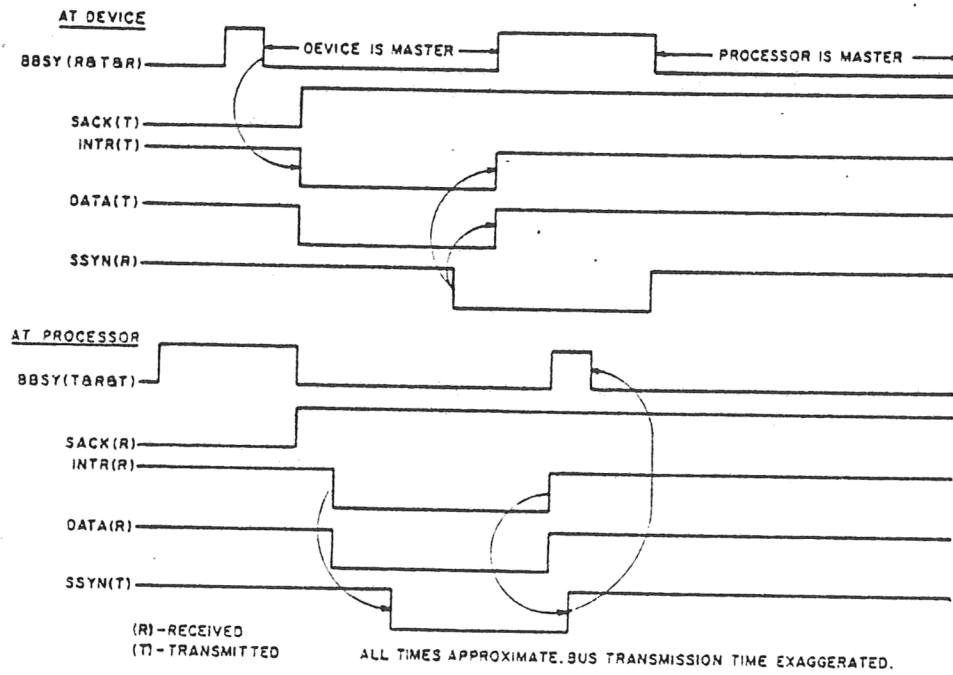 AT DEVICE
DEVICE IS MASTER
PROCESSOR IS MASTER
BBSY(R&T&R)
SACK(T)
INTR(T)
DATA(T)
SSYN(R)
AT PROCESSOR
BBSY(T&R&T)
SACK(R)
INTR(R)
DATA(R)
SSYN(T)
(R)-RECEIVED
(T)-TRANSMITTED
ALL TIMES APPROXIMATE. BUS TRANSMISSION TIME EXAGGERATED.